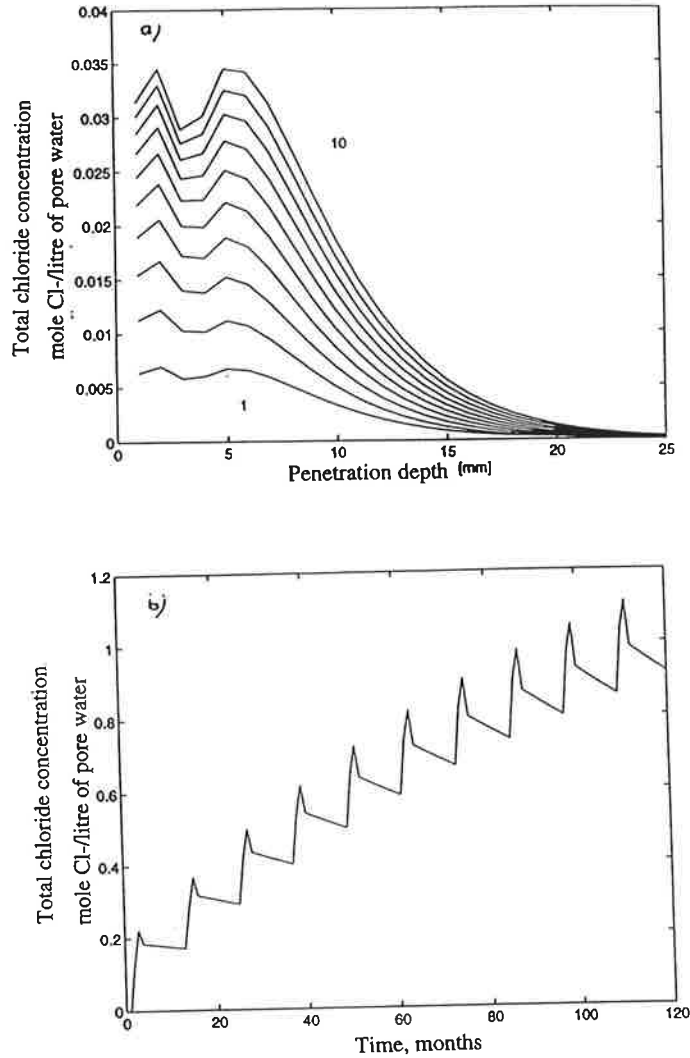 a)
0.04
0.035
0.03
0.025
0.02
0.015
0.01
0.005
0
10
1
0 5 10 15 20 25
Total chloride concentration
mole Cl-/litre of pore water
Penetration depth [mm]
b)
1.2
1
0.8
0.6
0.4
0.2
0
0 20 40 60 80 100 120
Total chloride concentration
mole Cl-/litre of pore water
Time, months